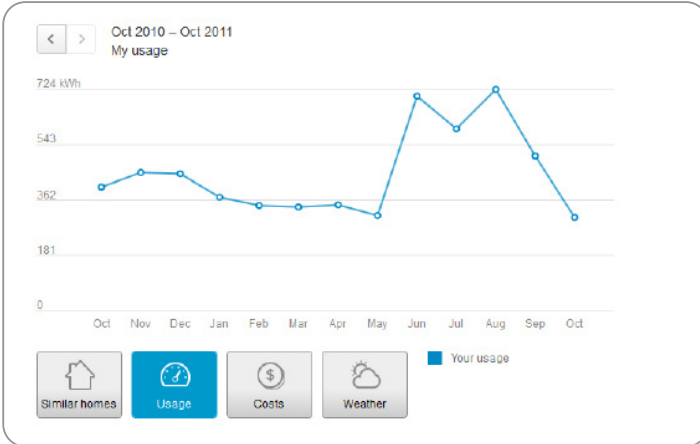 Oct 2010 – Oct 2011
My usage
724 kWh
543
362
181
0
Oct Nov Dec Jan Feb Mar Apr May Jun Jul Aug Sep Oct
Your usage
Similar homes Usage Costs Weather